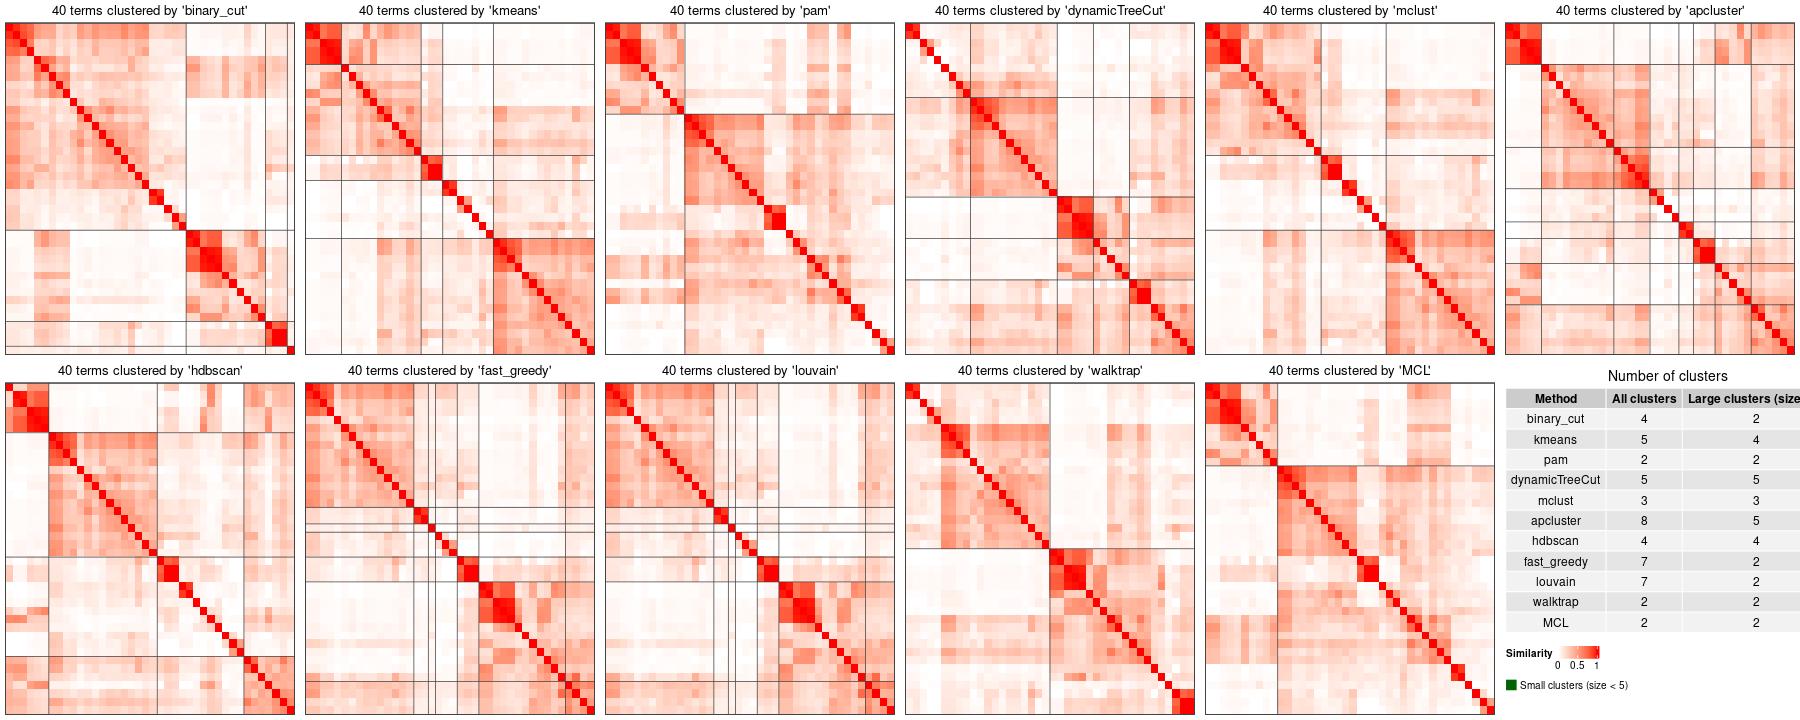 40 terms clustered by 'binary_cut'
40 terms clustered by 'kmeans'
40 terms clustered by 'pam'
40 terms clustered by 'dynamicTreeCut'
40 terms clustered by 'mclust'
40 terms clustered by 'apcluster'
40 terms clustered by 'hdbscan'
40 terms clustered by 'fast_greedy'
40 terms clustered by 'louvain'
40 terms clustered by 'walktrap'
40 terms clustered by 'MCL'
Number of clusters
Method All clusters Large clusters (size
binary_cut 4 2
kmeans 5 4
pam 2 2
dynamicTreeCut 5 5
mclust 3 3
apcluster 8 5
hdbscan 4 4
fast_greedy 7 2
louvain 7 2
walktrap 2 2
MCL 2 2
Similarity
0 0.5 1
Small clusters (size < 5)